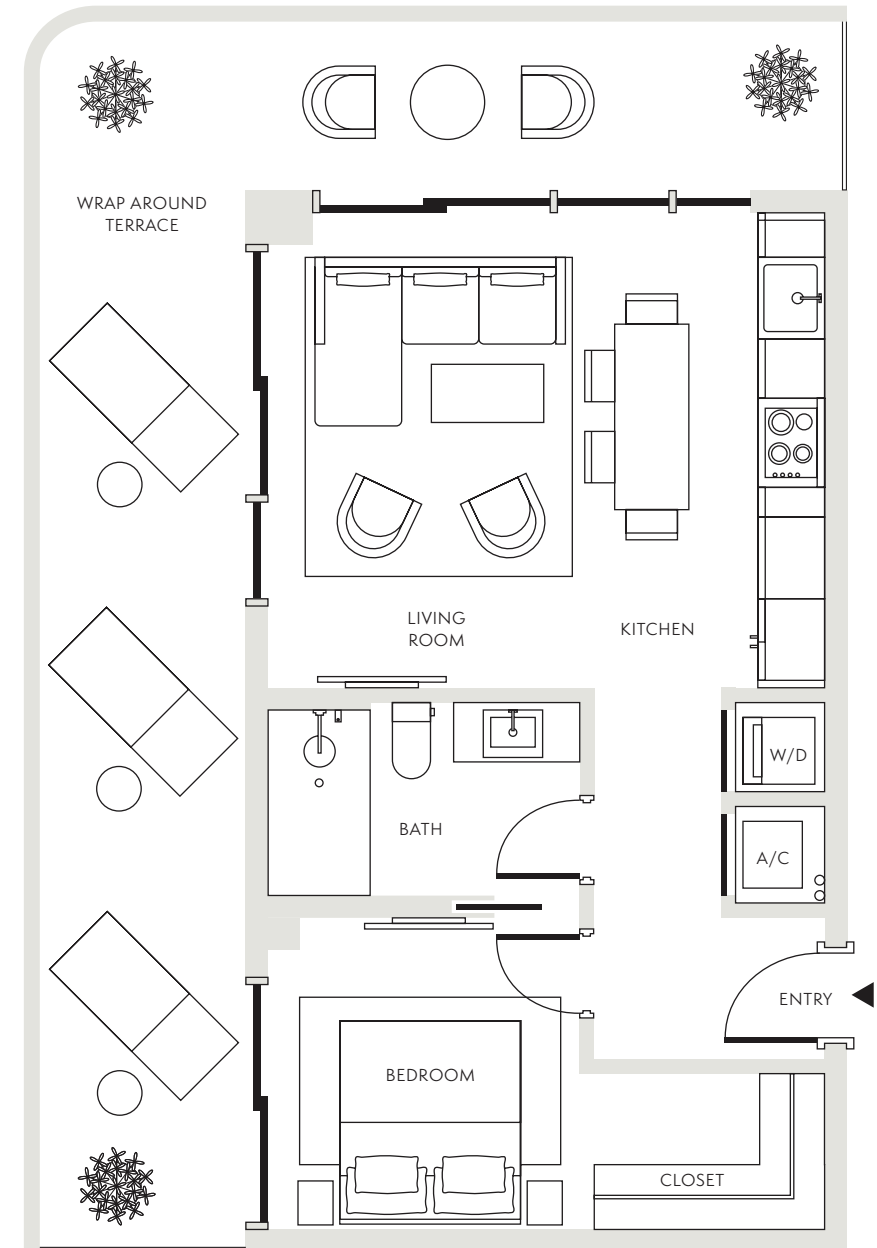 WRAP AROUND
TERRACE
LIVING
ROOM
KITCHEN
W/D
BATH
A/C
ENTRY
BEDROOM
CLOSET